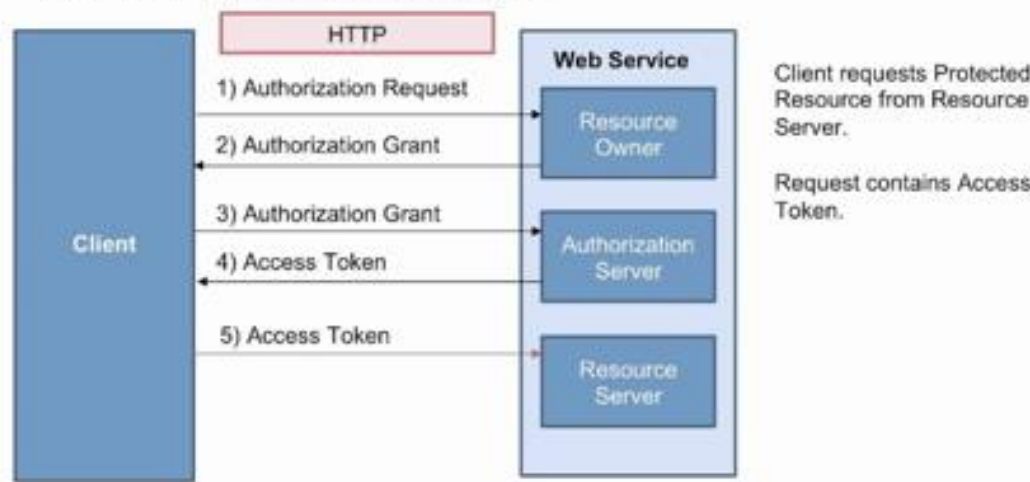 HTTP
Web Service
1) Authorization Request
Resource
Owner
2) Authorization Grant
3) Authorization Grant
Client
Authorization
Server
4) Access Token
5) Access Token
Resource
Server
Client requests Protected
Resource from Resource
Server.
Request contains Access
Token.